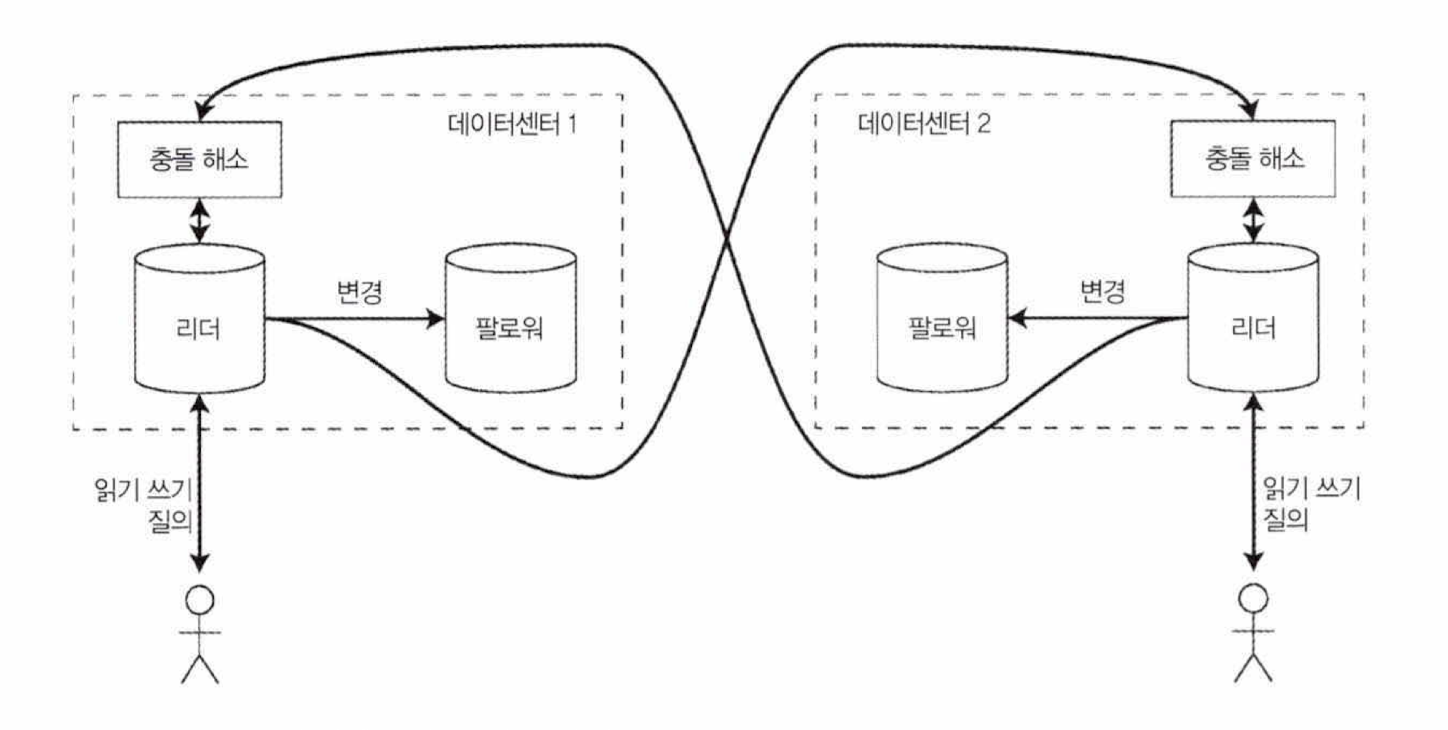 데이터센터 1
충돌 해소
리더
변경
팔로워
읽기 쓰기
질의
데이터센터 2
충돌 해소
팔로워
변경
리더
읽기 쓰기
질의